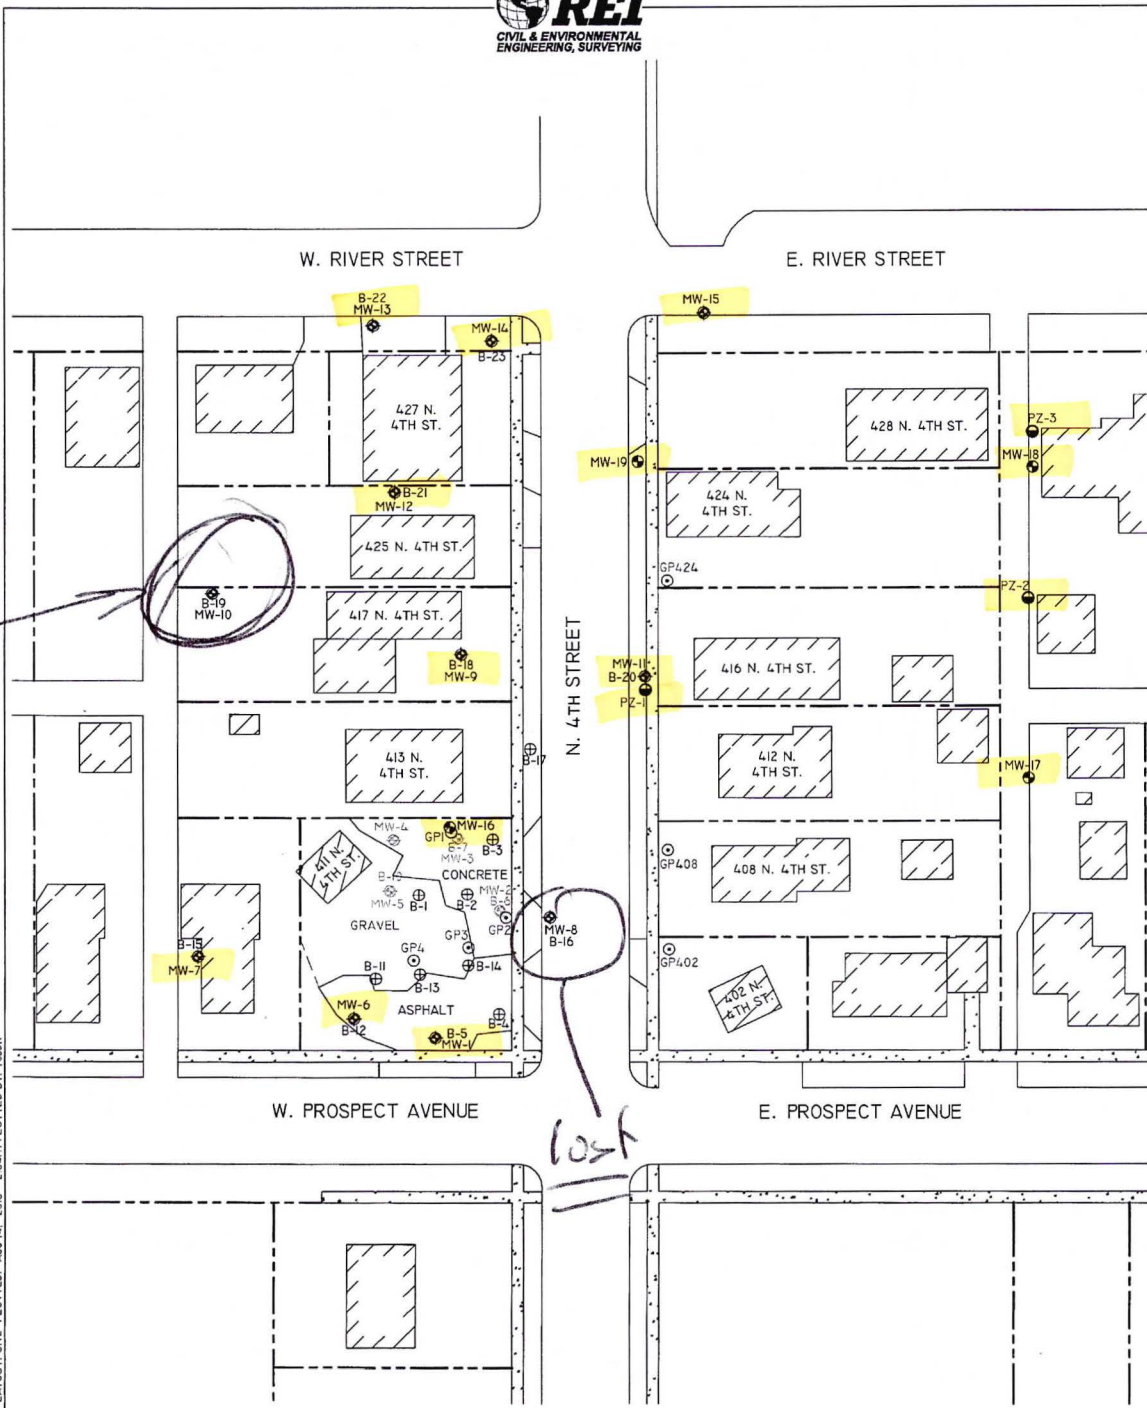 REI
CIVIL & ENVIRONMENTAL
ENGINEERING, SURVEYING
W. RIVER STREET
E. RIVER STREET
B-22
MW-13
MW-14
B-23
MW-15
427 N.
4TH ST.
428 N. 4TH ST.
PZ-3
MW-19
MW-18
B-21
MW-12
424 N.
4TH ST.
425 N. 4TH ST.
GP424
PZ-2
B-19
MW-10
417 N. 4TH ST.
N. 4TH STREET
B-18
MW-9
MW-11
B-20
PZ-1
416 N. 4TH ST.
B-17
413 N.
4TH ST.
412 N.
4TH ST.
MW-17
MW-4
GP1
MW-16
B-7
MW-3
B-3
411 N.
4TH ST.
GP408
408 N. 4TH ST.
CONCRETE
MW-5
B-1
B-2
MW-2
B-6
GP2
GRAVEL
MW-8
B-16
B-15
MW-7
GP4
GP3
B-14
GP402
B-11
B-13
402 N.
4TH ST.
MW-6
B-12
ASPHALT
B-4
B-5
MW-1
W. PROSPECT AVENUE
E. PROSPECT AVENUE
lost